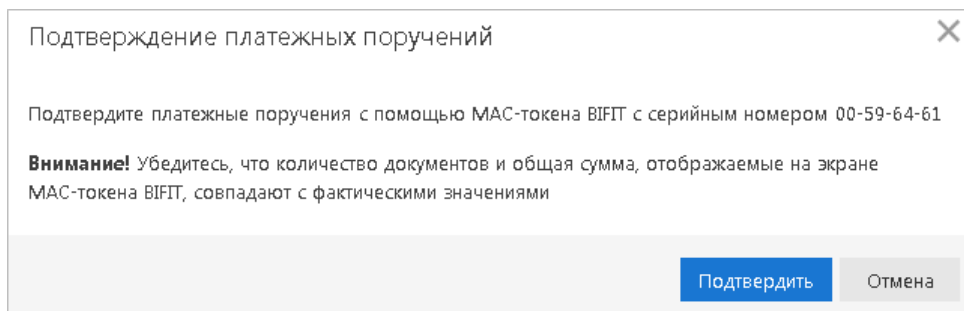 Подтверждение платежных поручений
Подтвердите платежные поручения с помощью MAC-токена BIFIT с серийным номером 00-59-64-61
Внимание! Убедитесь, что количество документов и общая сумма, отображаемые на экране
MAC-токена BIFIT, совпадают с фактическими значениями
Подтвердить Отмена